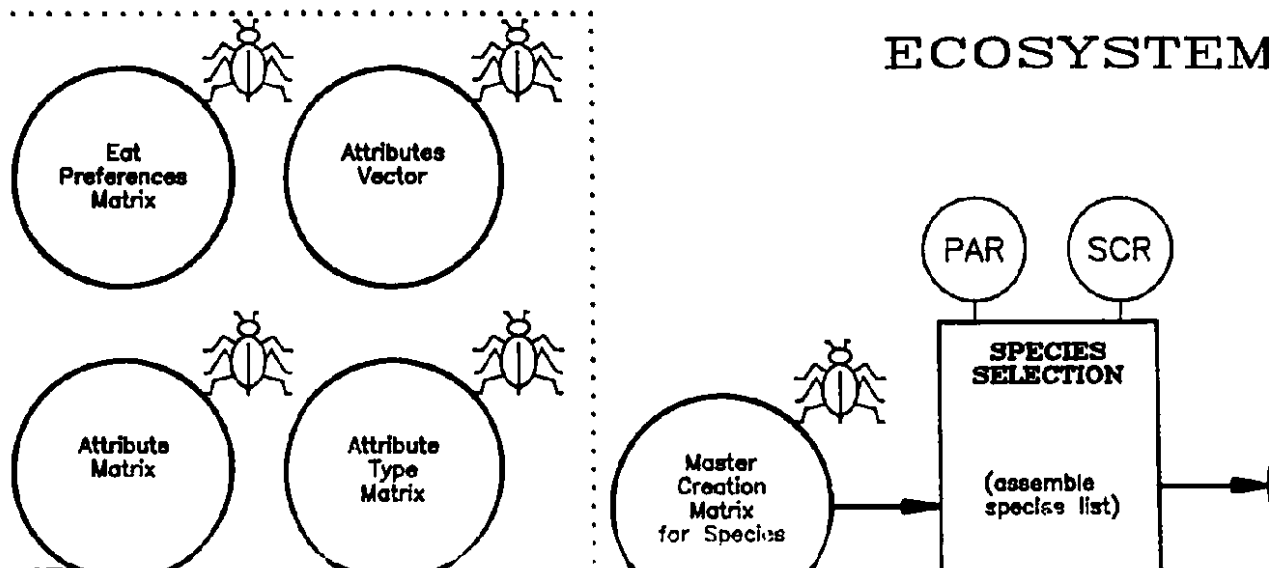 ECOSYSTEM
Eat
Preferences
Matrix
Attributes
Vector
PAR
SCR
SPECIES
SELECTION
(assemble
species list)
Attribute
Matrix
Attribute
Type
Matrix
Master
Creation
Matrix
for Species